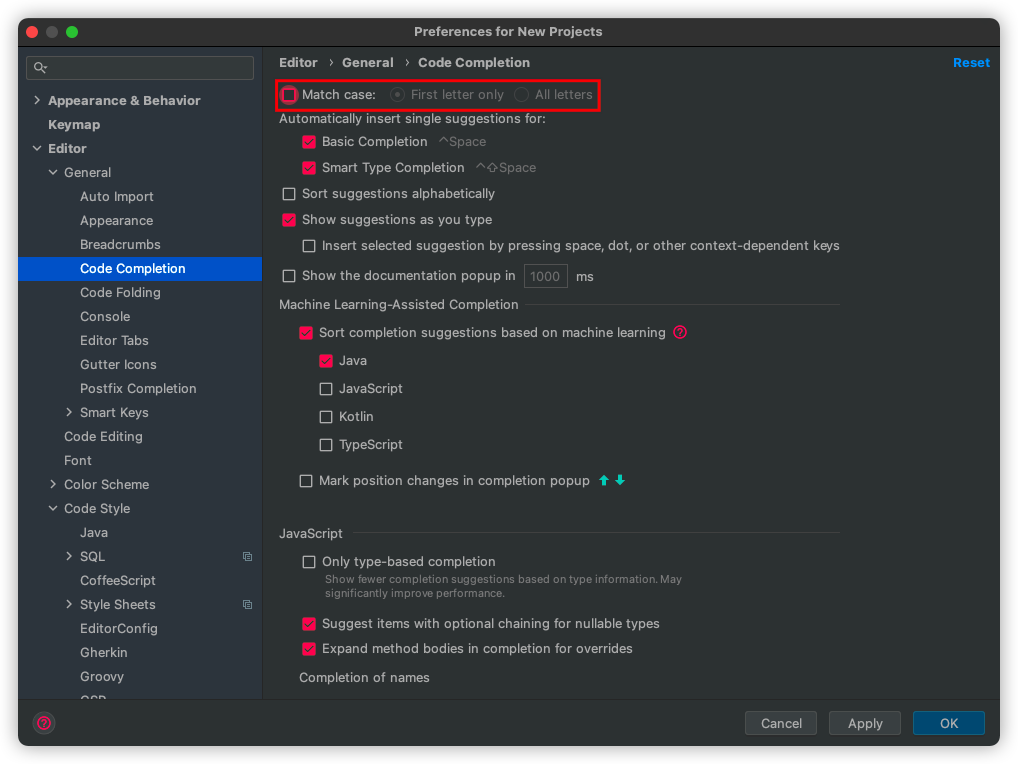 Preferences for New Projects
Appearance & Behavior
Keymap
Editor
General
Auto Import
Appearance
Breadcrumbs
Code Completion
Code Folding
Console
Editor Tabs
Gutter Icons
Postfix Completion
Smart Keys
Code Editing
Font
Color Scheme
Code Style
Java
SQL
CoffeeScript
Style Sheets
EditorConfig
Gherkin
Groovy
Editor › General › Code Completion Reset
Match case: First letter only All letters
Automatically insert single suggestions for:
Basic Completion ^Space
Smart Type Completion ^⇧Space
Sort suggestions alphabetically
Show suggestions as you type
Insert selected suggestion by pressing space, dot, or other context-dependent keys
Show the documentation popup in 1000 ms
Machine Learning-Assisted Completion
Sort completion suggestions based on machine learning ?
Java
JavaScript
Kotlin
TypeScript
Mark position changes in completion popup
JavaScript
Only type-based completion
Show fewer completion suggestions based on type information. May
significantly improve performance.
Suggest items with optional chaining for nullable types
Expand method bodies in completion for overrides
Completion of names
? Cancel Apply OK